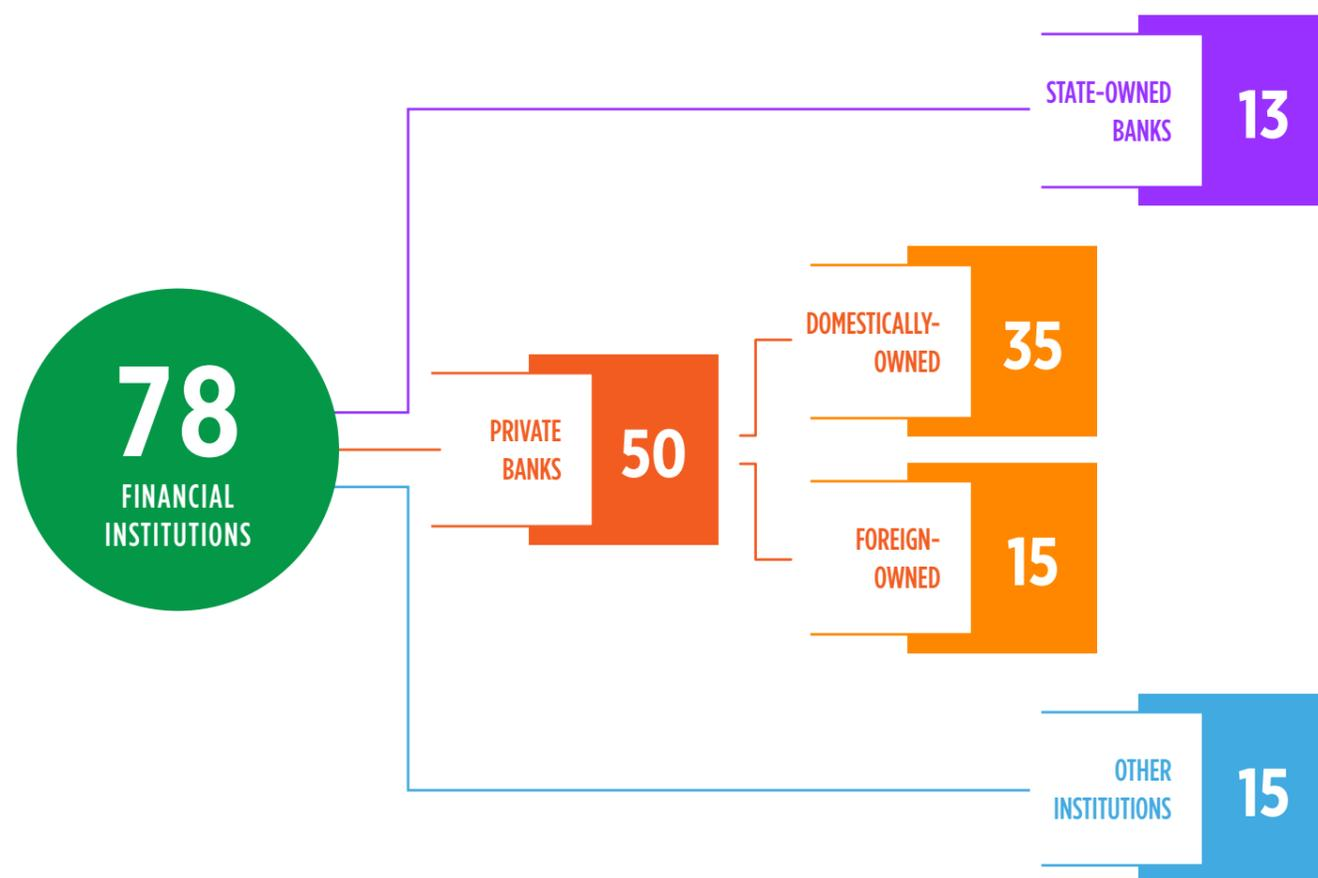 STATE-OWNED
BANKS
13
DOMESTICALLY-
OWNED
35
78
FINANCIAL
INSTITUTIONS
PRIVATE
BANKS
50
FOREIGN-
OWNED
15
OTHER
INSTITUTIONS
15